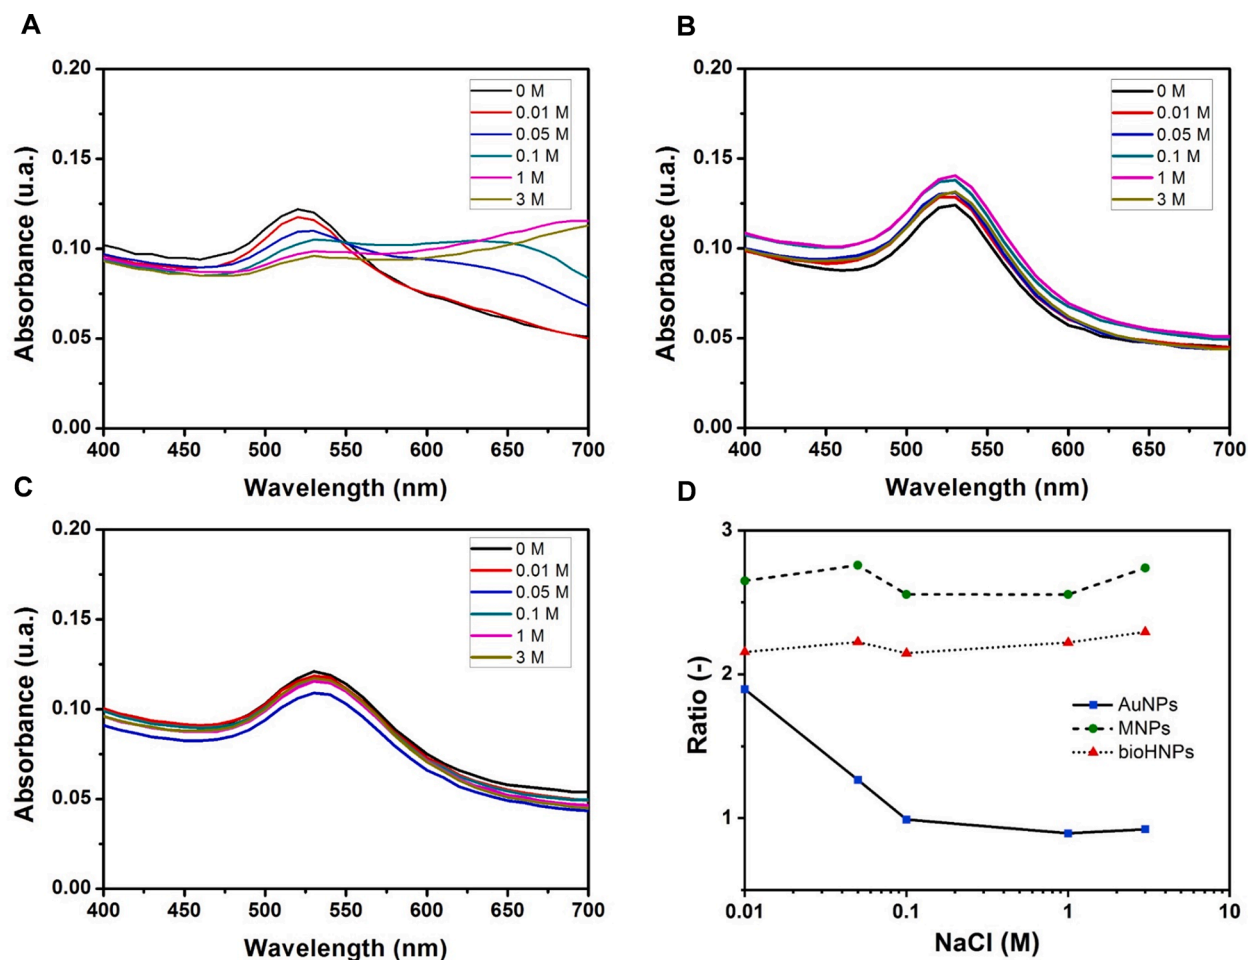 A
0.20
0.15
0.10
0.05
0.00
Absorbance (u.a.)
0 M
0.01 M
0.05 M
0.1 M
1 M
3 M
400 450 500 550 600 650 700
Wavelength (nm)
B
0.20
0.15
0.10
0.05
0.00
Absorbance (u.a.)
0 M
0.01 M
0.05 M
0.1 M
1 M
3 M
400 450 500 550 600 650 700
Wavelength (nm)
C
0.20
0.15
0.10
0.05
0.00
Absorbance (u.a.)
0 M
0.01 M
0.05 M
0.1 M
1 M
3 M
400 450 500 550 600 650 700
Wavelength (nm)
D
3
2
1
Ratio (-)
AuNPs
MNPs
bioHNPs
0.01 0.1 1 10
NaCl (M)